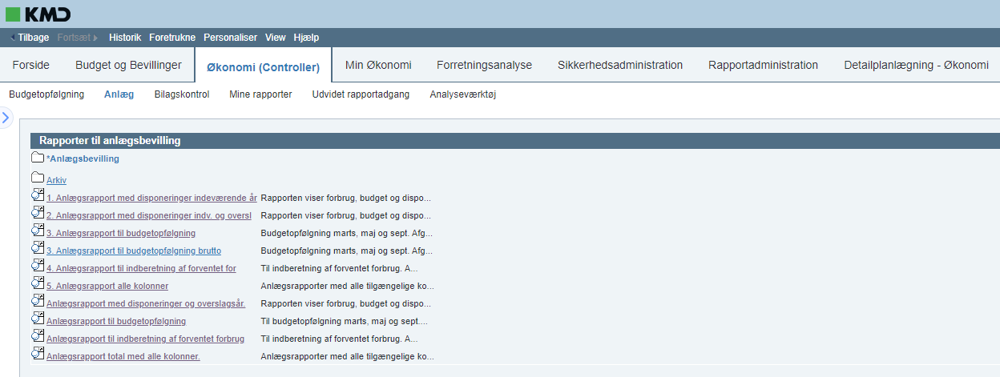 KMD
Tilbage Fortsæt Historik Foretrukne Personaliser View Hjælp
Forside Budget og Bevillinger Økonomi (Controller) Min Økonomi Forretningsanalyse Sikkerhedsadministration Rapportadministration Detailplanlægning - Økonomi
Budgetopfølgning Anlæg Bilagskontrol Mine rapporter Udvidet rapportadgang Analyseværktøj
Rapporter til anlægsbevilling
*Anlægsbevilling
Arkiv
1. Anlægsrapport med disponeringer indeværende år Rapporten viser forbrug, budget og dispo...
2. Anlægsrapport med disponeringer indv. og oversl Rapporten viser forbrug, budget og dispo...
3. Anlægsrapport til budgetopfølgning Budgetopfølgning marts, maj og sept. Afg...
3. Anlægsrapport til budgetopfølgning brutto Budgetopfølgning marts, maj og sept. Afg...
4. Anlægsrapport til indberetning af forventet for Til indberetning af forventet forbrug. A...
5. Anlægsrapport alle kolonner Anlægsrapporter med alle tilgængelige ko...
Anlægsrapport med disponeringer og overslagsår. Rapporten viser forbrug, budget og dispo...
Anlægsrapport til budgetopfølgning Til budgetopfølgning marts, maj og sept....
Anlægsrapport til indberetning af forventet forbrug Til indberetning af forventet forbrug. A...
Anlægsrapport total med alle kolonner. Anlægsrapporter med alle tilgængelige ko...